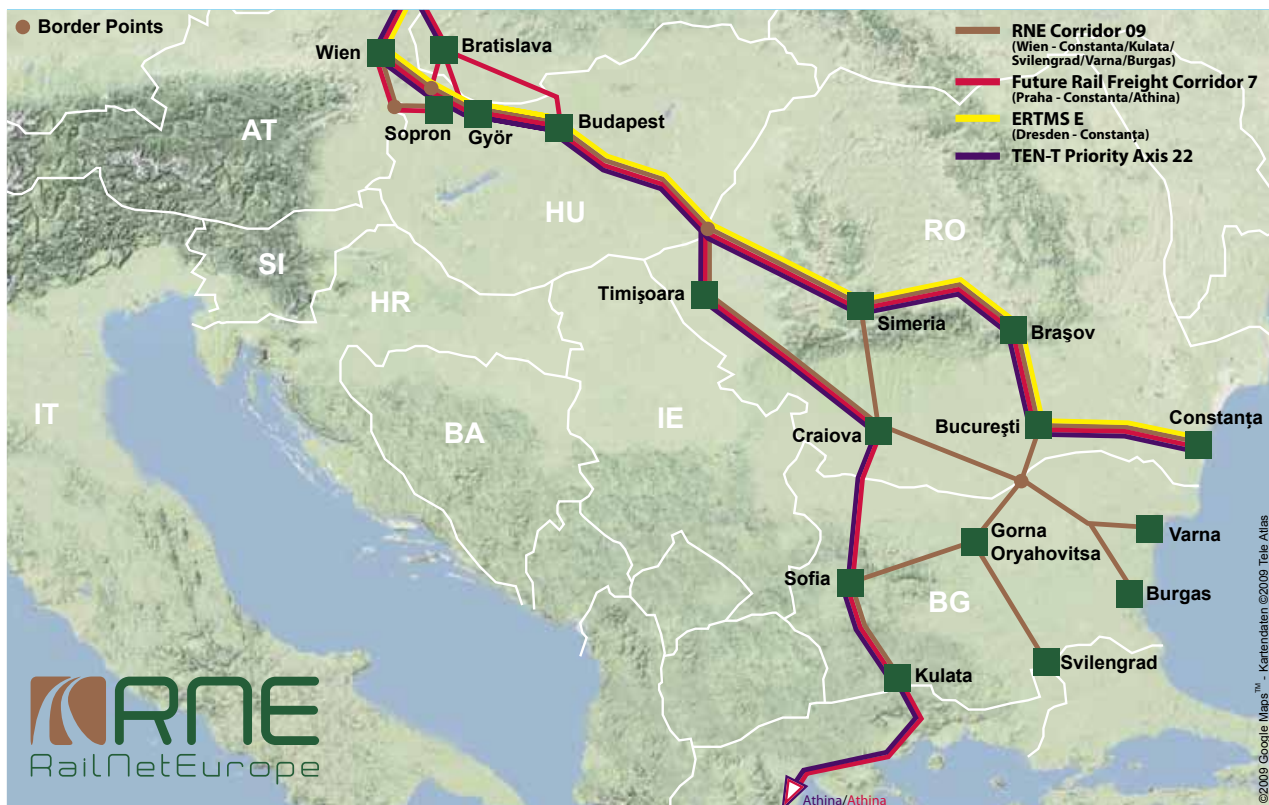 Border Points
RNE Corridor 09
(Wien - Constanta/Kulata/
Svilengrad/Varna/Burgas)
Future Rail Freight Corridor 7
(Praha - Constanta/Athina)
ERTMS E
(Dresden - Constanţa)
TEN-T Priority Axis 22
Wien
Bratislava
Sopron
Györ
Budapest
AT
HU
SI
HR
RO
Timişoara
Simeria
Braşov
IT
BA
IE
Craiova
Bucureşti
Constanţa
Gorna
Oryahovitsa
Varna
Sofia
BG
Burgas
Svilengrad
Kulata
RNE
RailNetEurope
Athina/Athina
©2009 Google Maps™ - Kartendaten ©2009 Tele Atlas